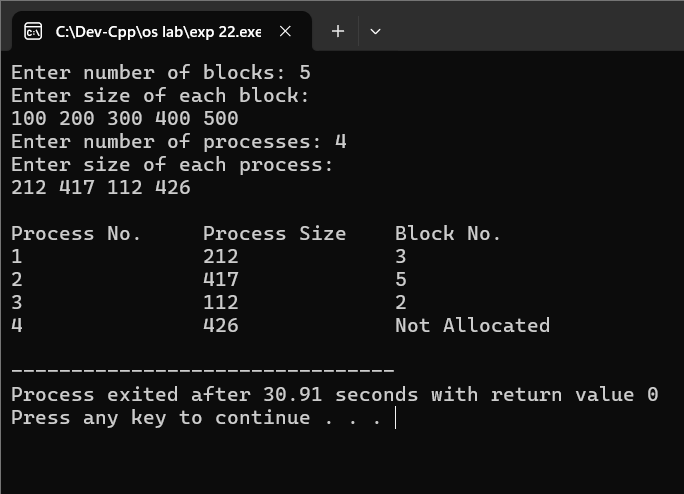 C:\Dev-Cpp\os lab\exp 22.exe
Enter number of blocks: 5
Enter size of each block:
100 200 300 400 500
Enter number of processes: 4
Enter size of each process:
212 417 112 426
Process No.     Process Size    Block No.
1               212             3
2               417             5
3               112             2
4               426             Not Allocated
--------------------------------
Process exited after 30.91 seconds with return value 0
Press any key to continue . . .